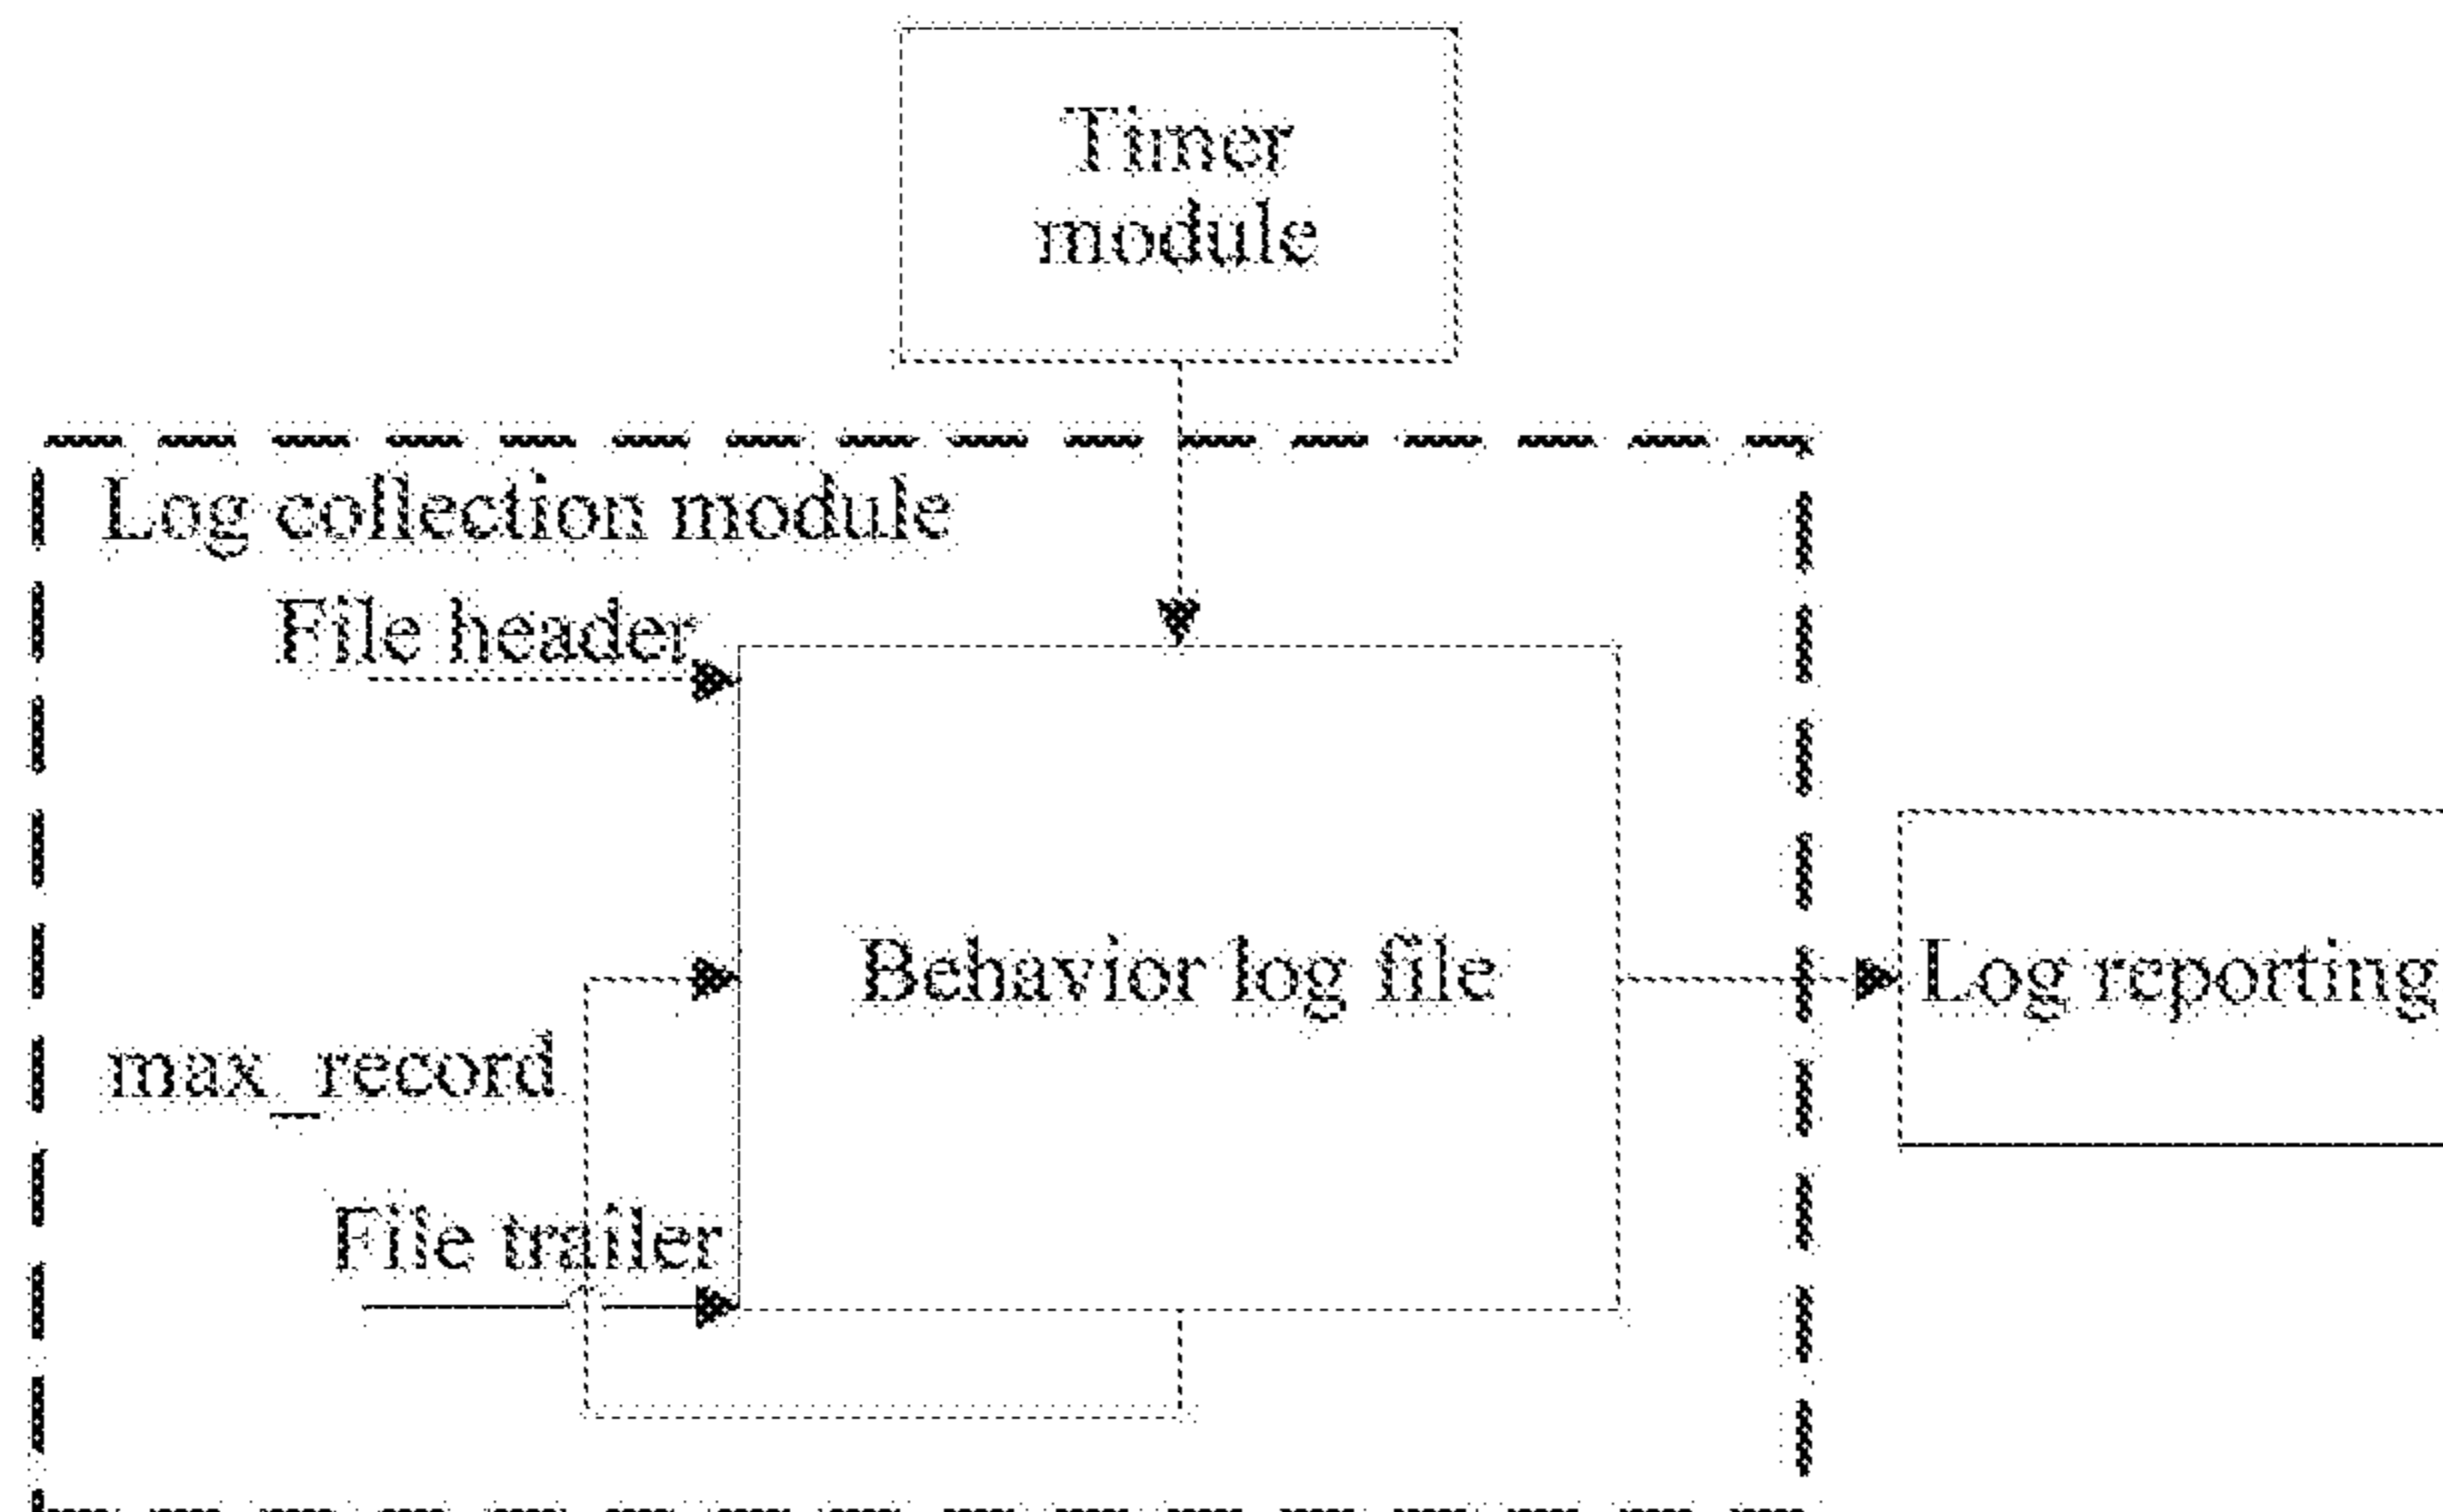 Timer
module
Log collection module
File header
Behavior log file
Log reporting
max_record
File trailer